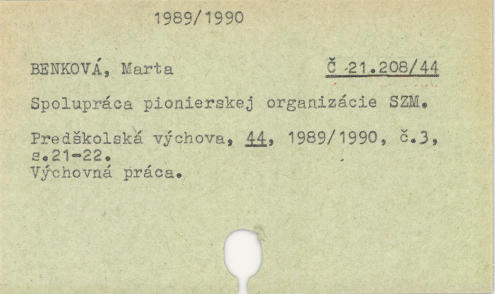 1989/1990
BENKOVÁ, Marta Č 21.208/44
Spolupráca pionierskej organizácie SZM.
Predškolská výchova, 44, 1989/1990, č.3,
s.21-22.
Výchovná práca.